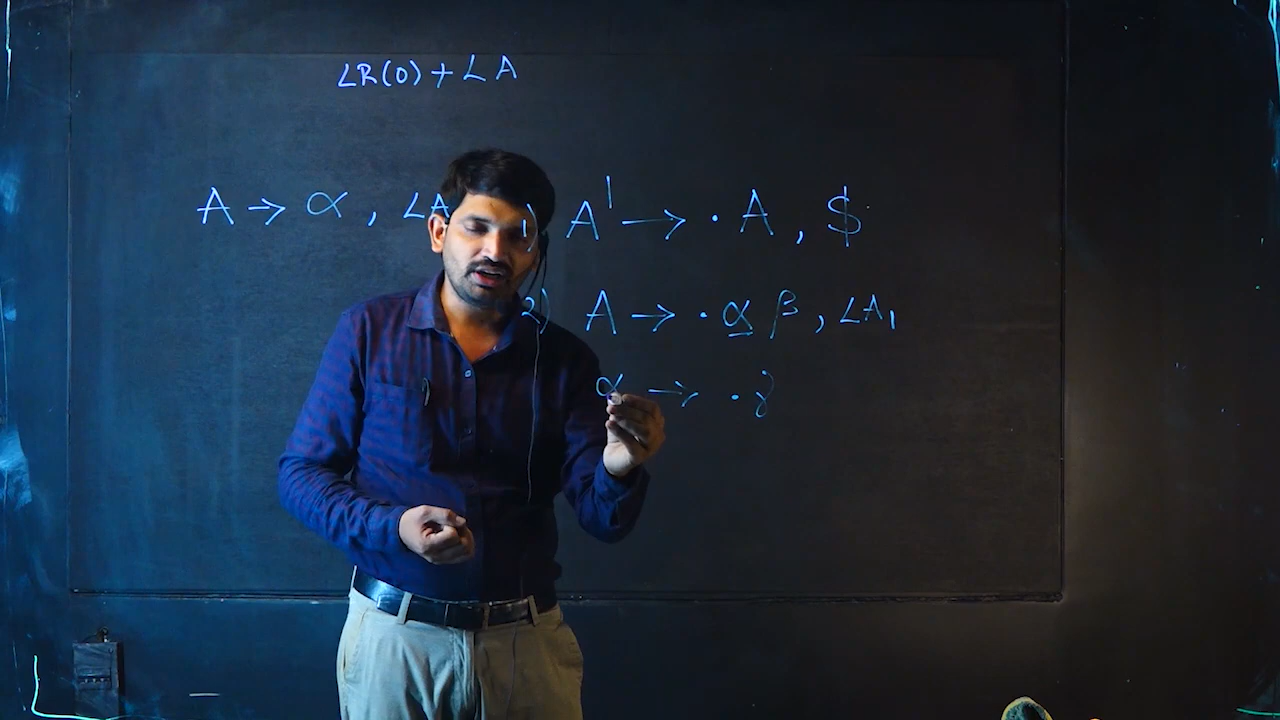 LR(0) + LA
A → α, LA
1) A' → · A, $
2) A → · α β, LA1
α → · γ